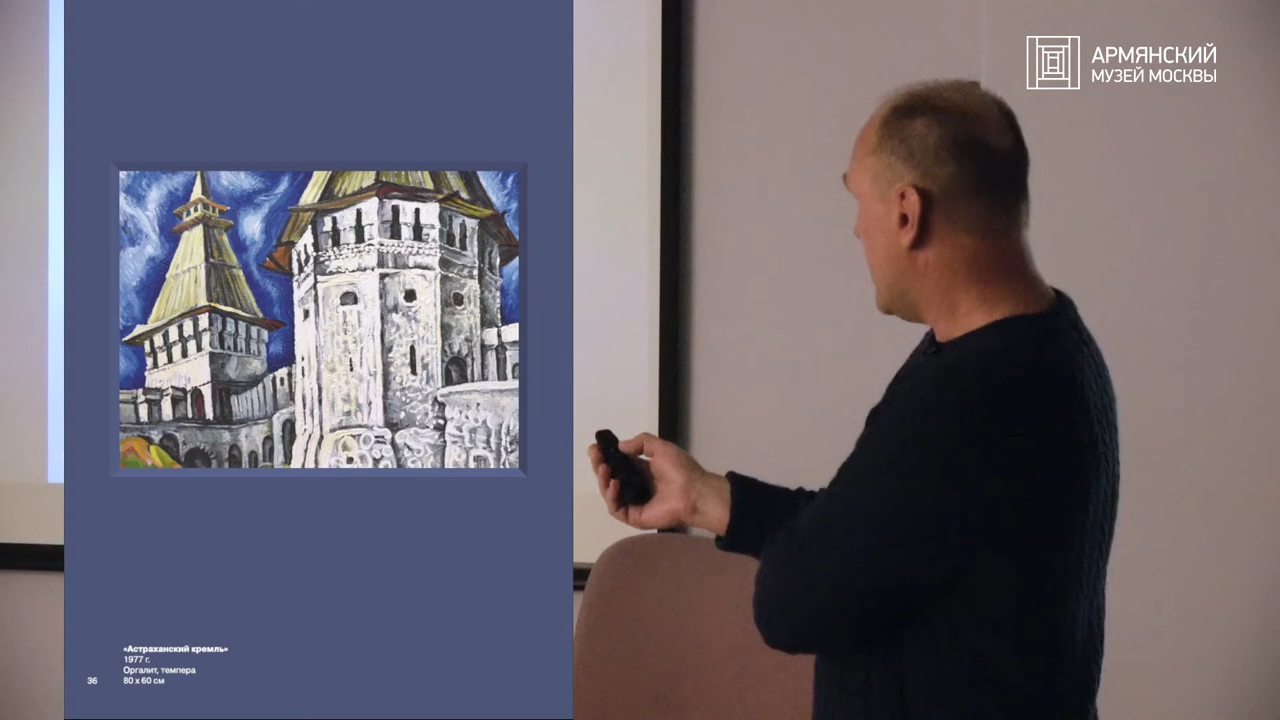 АРМЯНСКИЙ
МУЗЕЙ МОСКВЫ
«Астраханский кремль»
1977 г.
Оргалит, темпера
36
80 х 60 см